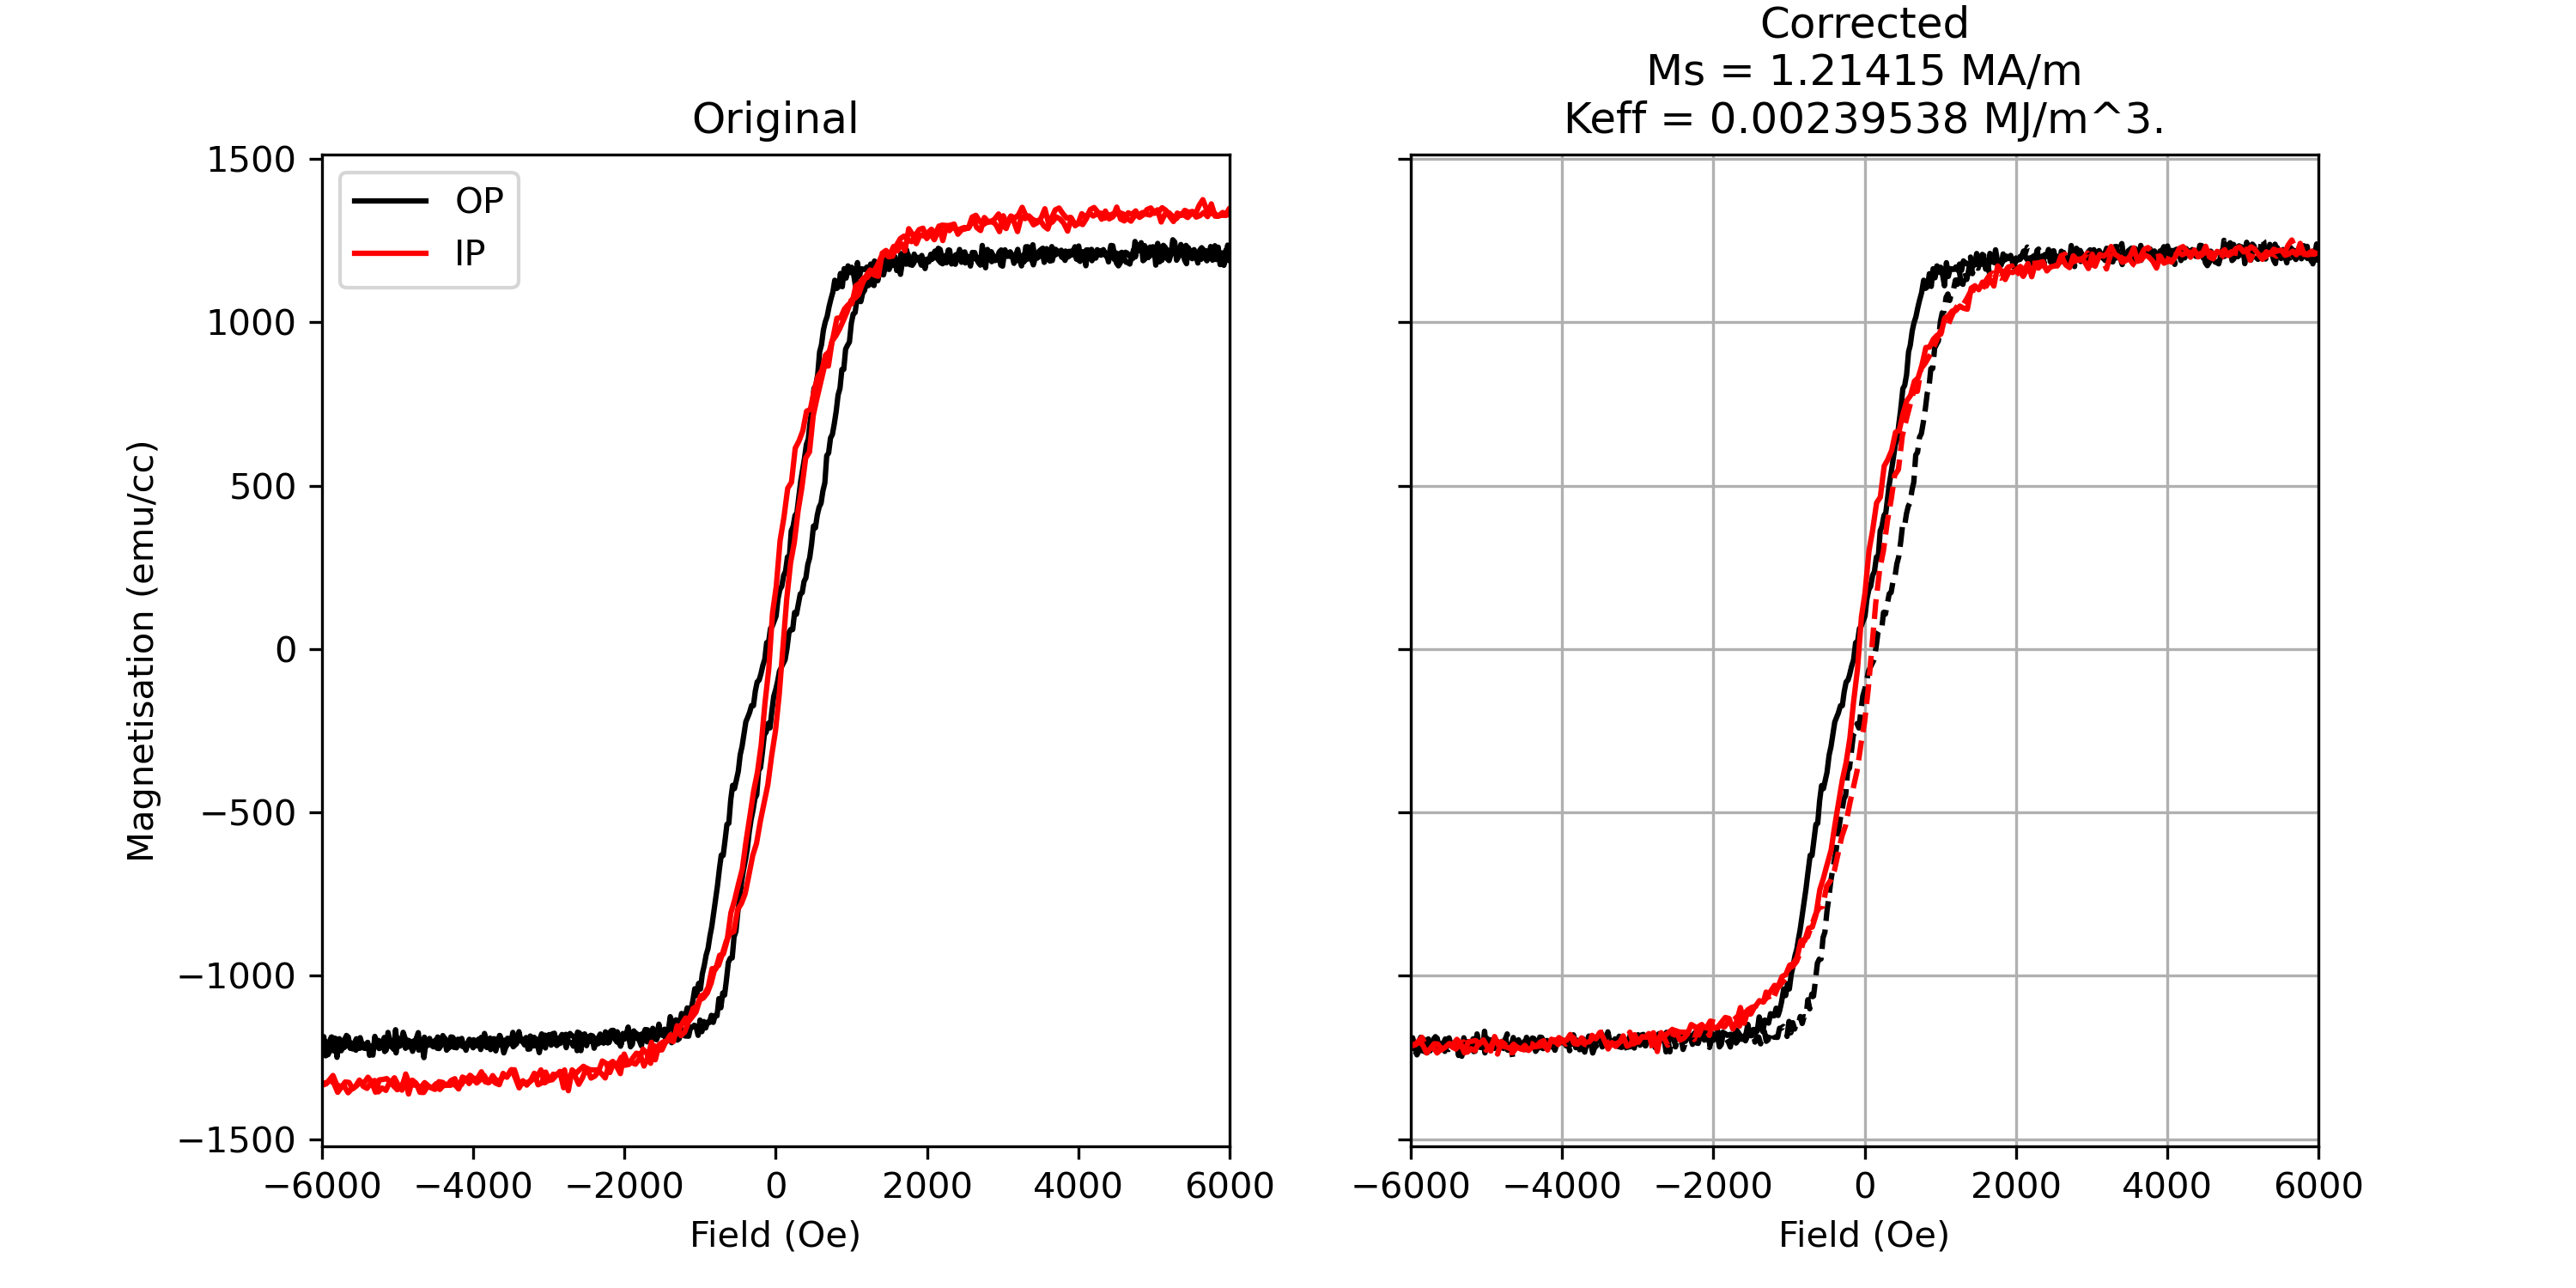 Original
OP
IP
1500
1000
500
0
−500
−1000
−1500
Magnetisation (emu/cc)
−6000 −4000 −2000 0 2000 4000 6000
Field (Oe)
Corrected
Ms = 1.21415 MA/m
Keff = 0.00239538 MJ/m^3.
−6000 −4000 −2000 0 2000 4000 6000
Field (Oe)